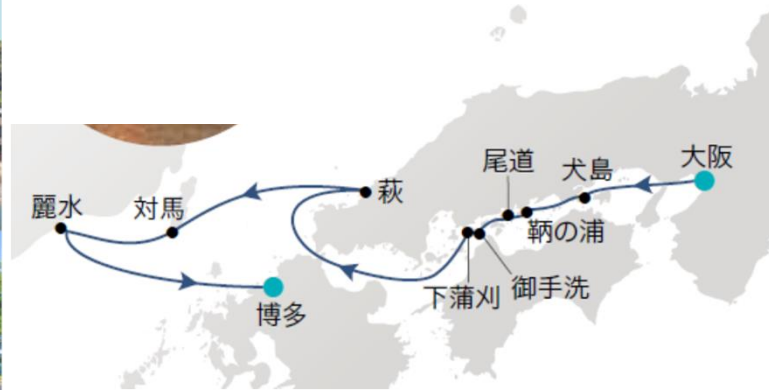 大阪
犬島
尾道
鞆の浦
御手洗
下蒲刈
萩
対馬
麗水
博多